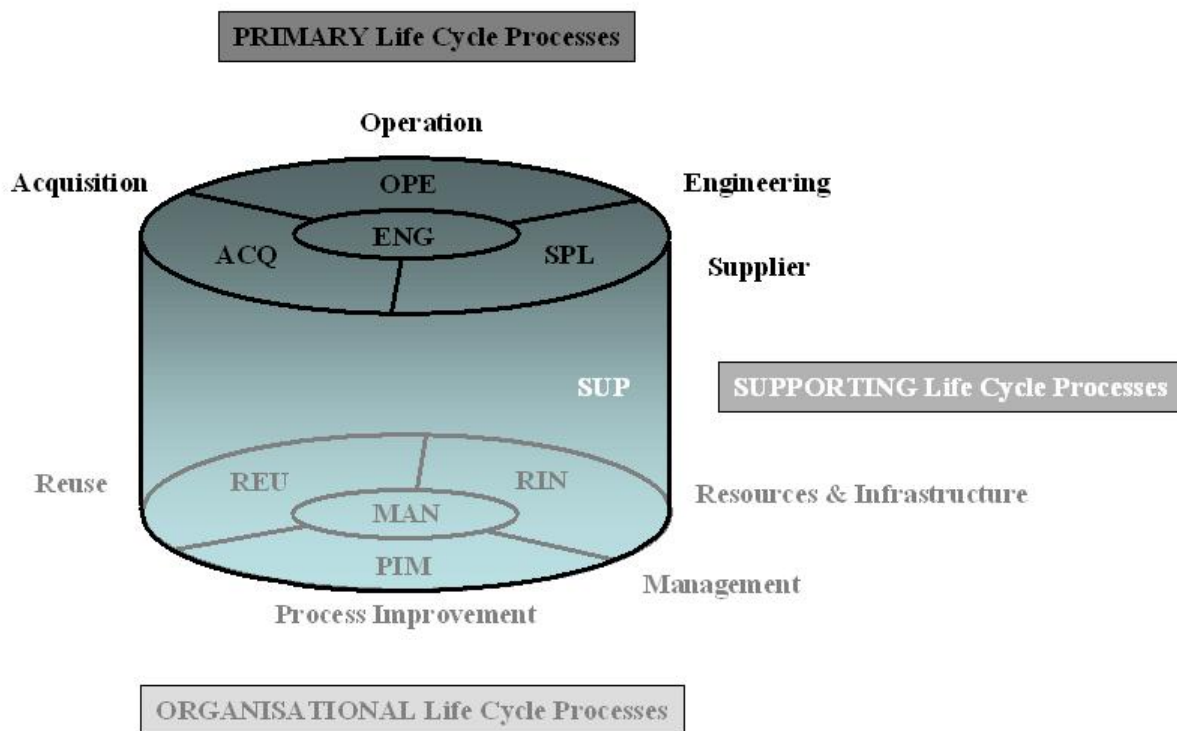 PRIMARY Life Cycle Processes
Operation
Acquisition
OPE
Engineering
ENG
ACQ
SPL
Supplier
SUP
SUPPORTING Life Cycle Processes
Reuse
REU
RIN
Resources & Infrastructure
MAN
PIM
Management
Process Improvement
ORGANISATIONAL Life Cycle Processes